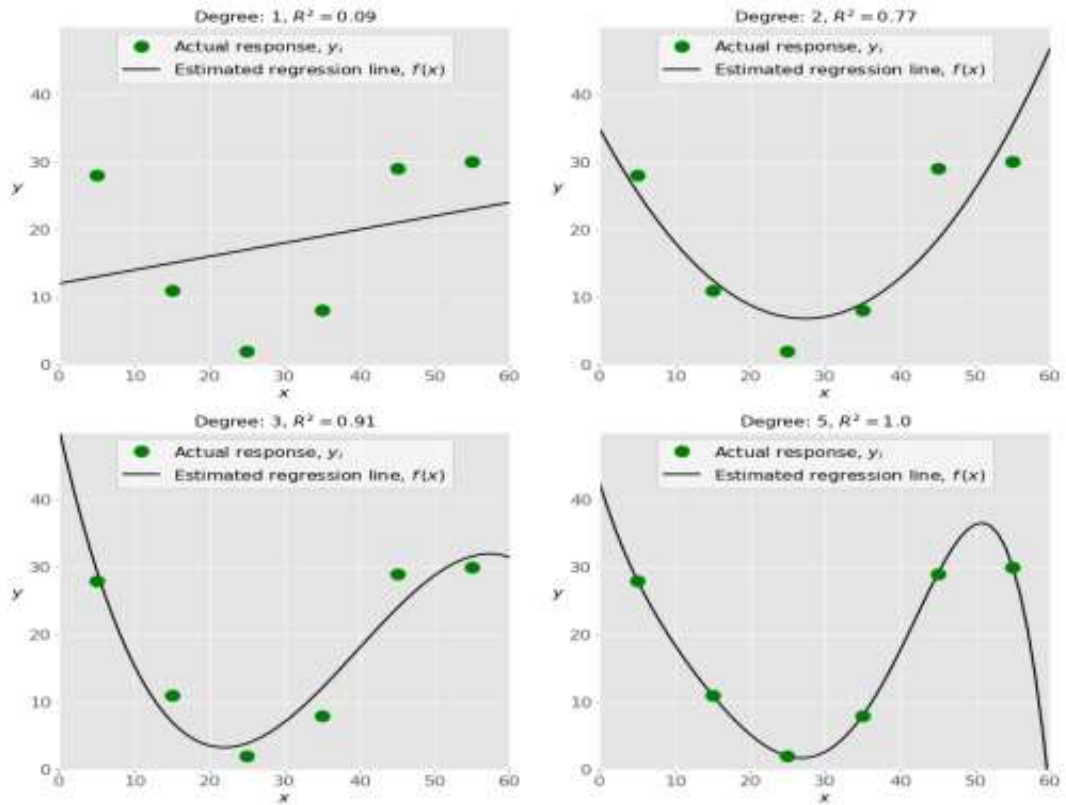 Degree: 1, R² = 0.09
Actual response, yᵢ
Estimated regression line, f(x)
40
30
y
20
10
0
0 10 20 30 40 50 60
x
Degree: 2, R² = 0.77
Actual response, yᵢ
Estimated regression line, f(x)
40
30
y
20
10
0
0 10 20 30 40 50 60
x
Degree: 3, R² = 0.91
Actual response, yᵢ
Estimated regression line, f(x)
40
30
y
20
10
0
0 10 20 30 40 50 60
x
Degree: 5, R² = 1.0
Actual response, yᵢ
Estimated regression line, f(x)
40
30
y
20
10
0
0 10 20 30 40 50 60
x